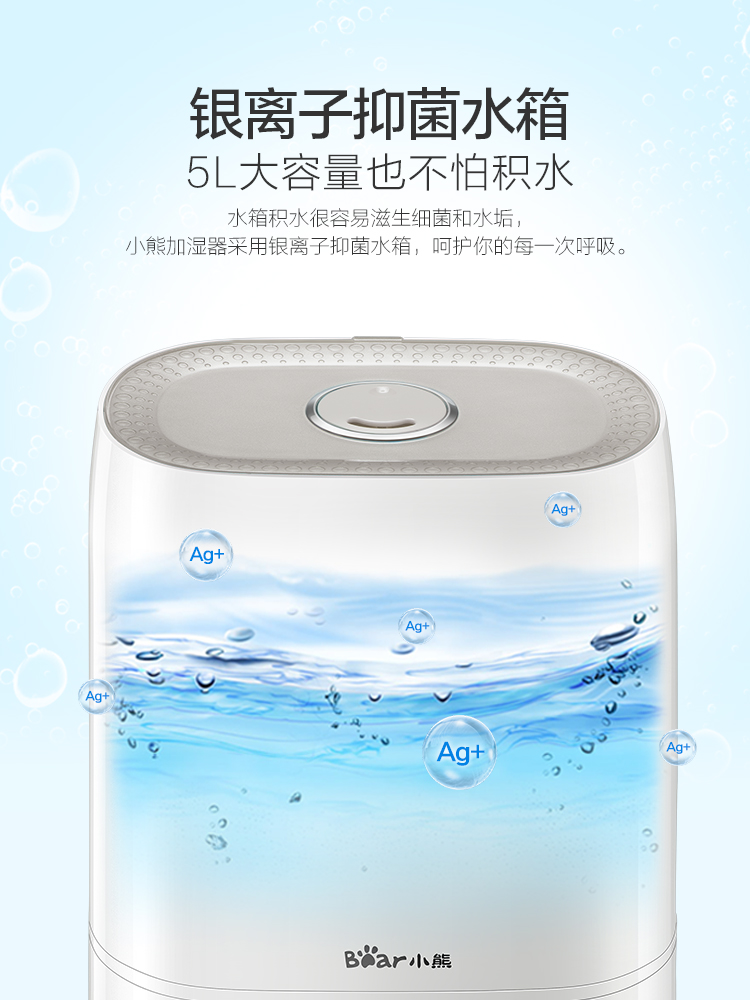 银离子抑菌水箱
5L大容量也不怕积水
水箱积水很容易滋生细菌和水垢，
小熊加湿器采用银离子抑菌水箱，呵护你的每一次呼吸。
Ag+
Ag+
Ag+
Ag+
Ag+
Ag+
Bear小熊